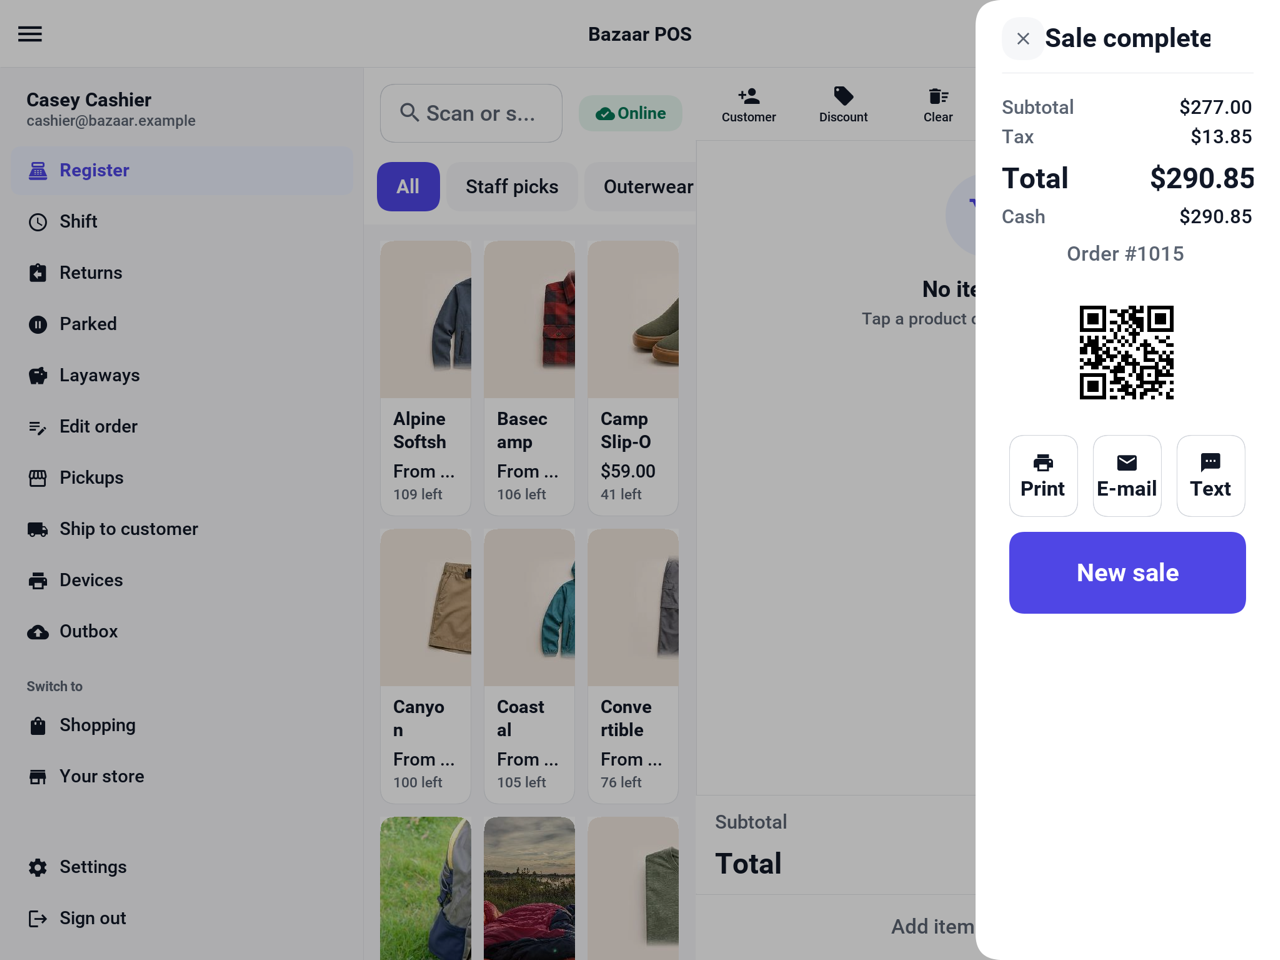 Bazaar POS
Casey Cashier
cashier@bazaar.example
Register
Shift
Returns
Parked
Layaways
Edit order
Pickups
Ship to customer
Devices
Outbox
Switch to
Shopping
Your store
Settings
Sign out
Scan or s...
Online
All
Staff picks
Outerwear
Alpine
Softsh
From ...
109 left
Basec
amp
From ...
106 left
Camp
Slip-O
$59.00
41 left
Canyo
n
From ...
100 left
Coast
al
From ...
105 left
Conve
rtible
From ...
76 left
Customer
Discount
Clear
No ite
Tap a product
Subtotal
Total
Add item
Sale complete
Subtotal $277.00
Tax $13.85
Total $290.85
Cash $290.85
Order #1015
Print
E-mail
Text
New sale